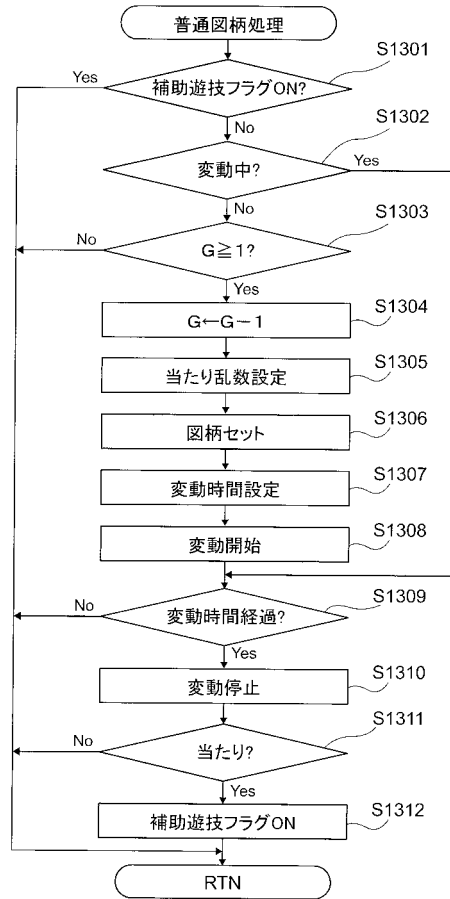 普通図柄処理
S1301
Yes
補助遊技フラグON?
No
S1302
変動中?
Yes
No
S1303
No
G≧1?
Yes
S1304
G←G−1
S1305
当たり乱数設定
S1306
図柄セット
S1307
変動時間設定
S1308
変動開始
S1309
No
変動時間経過?
Yes
S1310
変動停止
S1311
No
当たり?
Yes
S1312
補助遊技フラグON
RTN